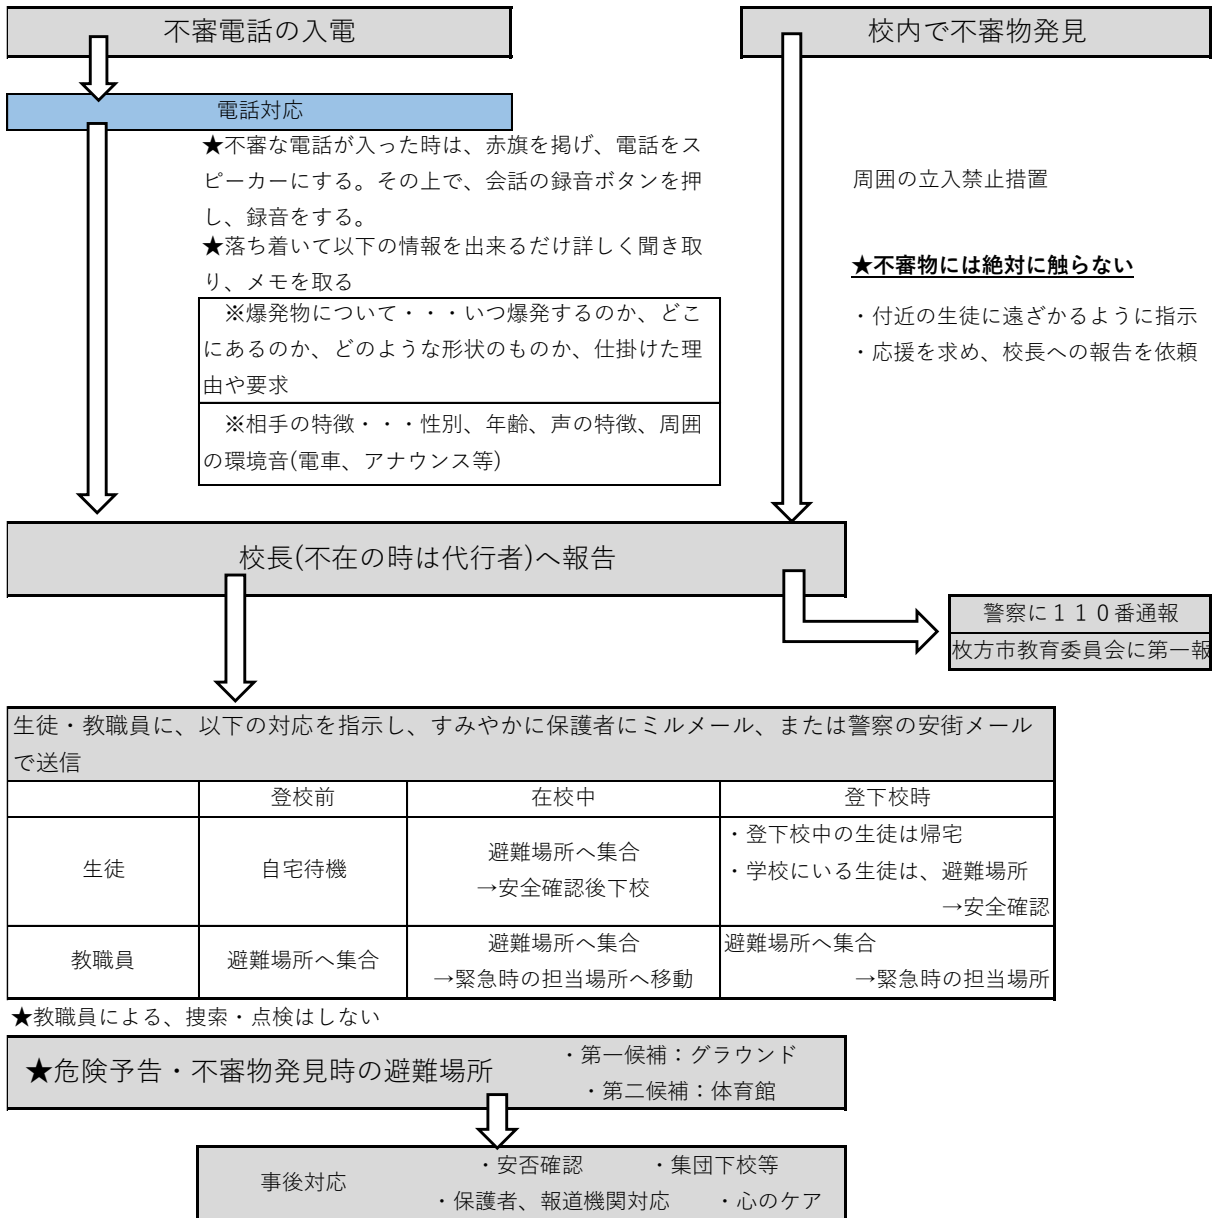 不審電話の入電
校内で不審物発見
電話対応
★不審な電話が入った時は、赤旗を掲げ、電話をス
ピーカーにする。その上で、会話の録音ボタンを押
し、録音をする。
★落ち着いて以下の情報を出来るだけ詳しく聞き取
り、メモを取る
※爆発物について・・・いつ爆発するのか、どこ
にあるのか、どのような形状のものか、仕掛けた理
由や要求
※相手の特徴・・・性別、年齢、声の特徴、周囲
の環境音(電車、アナウンス等)
周囲の立入禁止措置
★不審物には絶対に触らない
・付近の生徒に遠ざかるように指示
・応援を求め、校長への報告を依頼
校長(不在の時は代行者)へ報告
警察に１１０番通報
枚方市教育委員会に第一報
生徒・教職員に、以下の対応を指示し、すみやかに保護者にミルメール、または警察の安街メール
で送信
登校前 在校中 登下校時
生徒
自宅待機
避難場所へ集合
→安全確認後下校
・登下校中の生徒は帰宅
・学校にいる生徒は、避難場所
→安全確認
教職員
避難場所へ集合
避難場所へ集合
→緊急時の担当場所へ移動
避難場所へ集合
→緊急時の担当場所
★教職員による、捜索・点検はしない
★危険予告・不審物発見時の避難場所
・第一候補：グラウンド
・第二候補：体育館
事後対応
・安否確認 ・集団下校等
・保護者、報道機関対応 ・心のケア